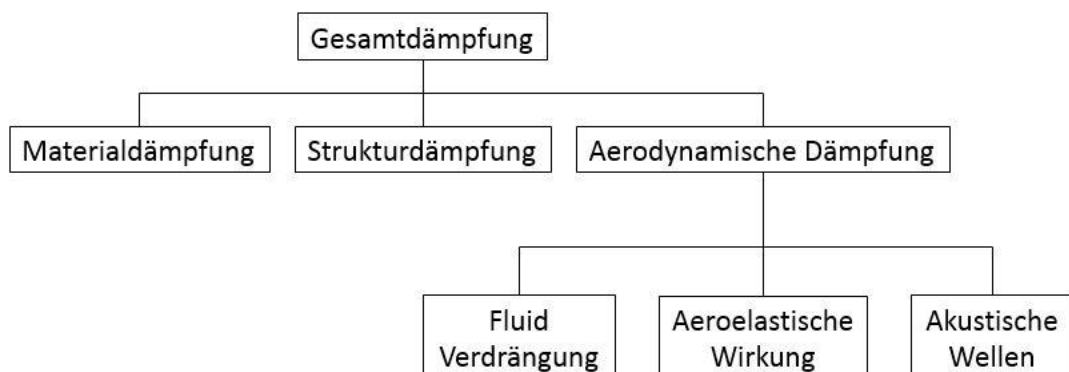 Gesamtdämpfung
Materialdämpfung
Strukturdämpfung
Aerodynamische Dämpfung
Fluid
Verdrängung
Aeroelastische
Wirkung
Akustische
Wellen